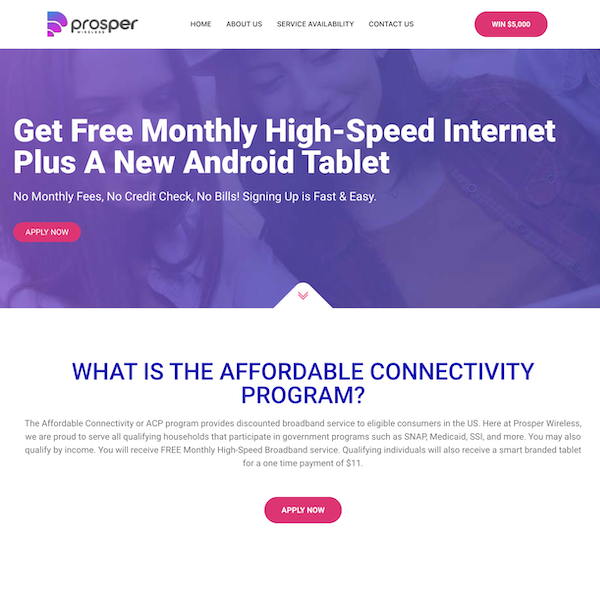 prosper
WIRELESS
HOME ABOUT US SERVICE AVAILABILITY CONTACT US
WIN $5,000
Get Free Monthly High-Speed Internet
Plus A New Android Tablet
No Monthly Fees, No Credit Check, No Bills! Signing Up is Fast & Easy.
APPLY NOW
WHAT IS THE AFFORDABLE CONNECTIVITY
PROGRAM?
The Affordable Connectivity or ACP program provides discounted broadband service to eligible consumers in the US. Here at Prosper Wireless,
we are proud to serve all qualifying households that participate in government programs such as SNAP, Medicaid, SSI, and more. You may also
qualify by income. You will receive FREE Monthly High-Speed Broadband service. Qualifying individuals will also receive a smart branded tablet
for a one time payment of $11.
APPLY NOW